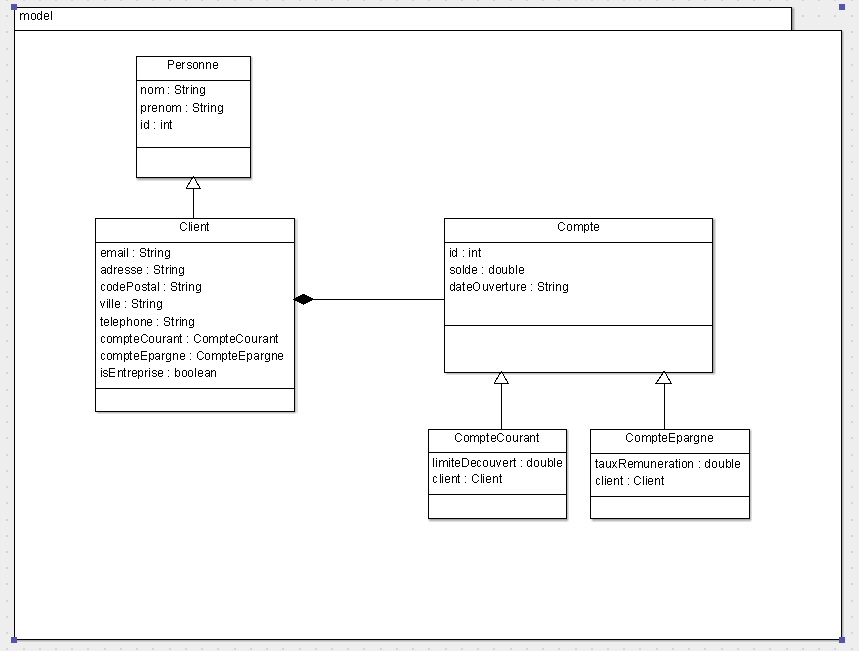 model
Personne
nom : String
prenom : String
id : int
Client
email : String
adresse : String
codePostal : String
ville : String
telephone : String
compteCourant : CompteCourant
compteEpargne : CompteEpargne
isEntreprise : boolean
Compte
id : int
solde : double
dateOuverture : String
CompteCourant
limiteDecouvert : double
client : Client
CompteEpargne
tauxRemuneration : double
client : Client